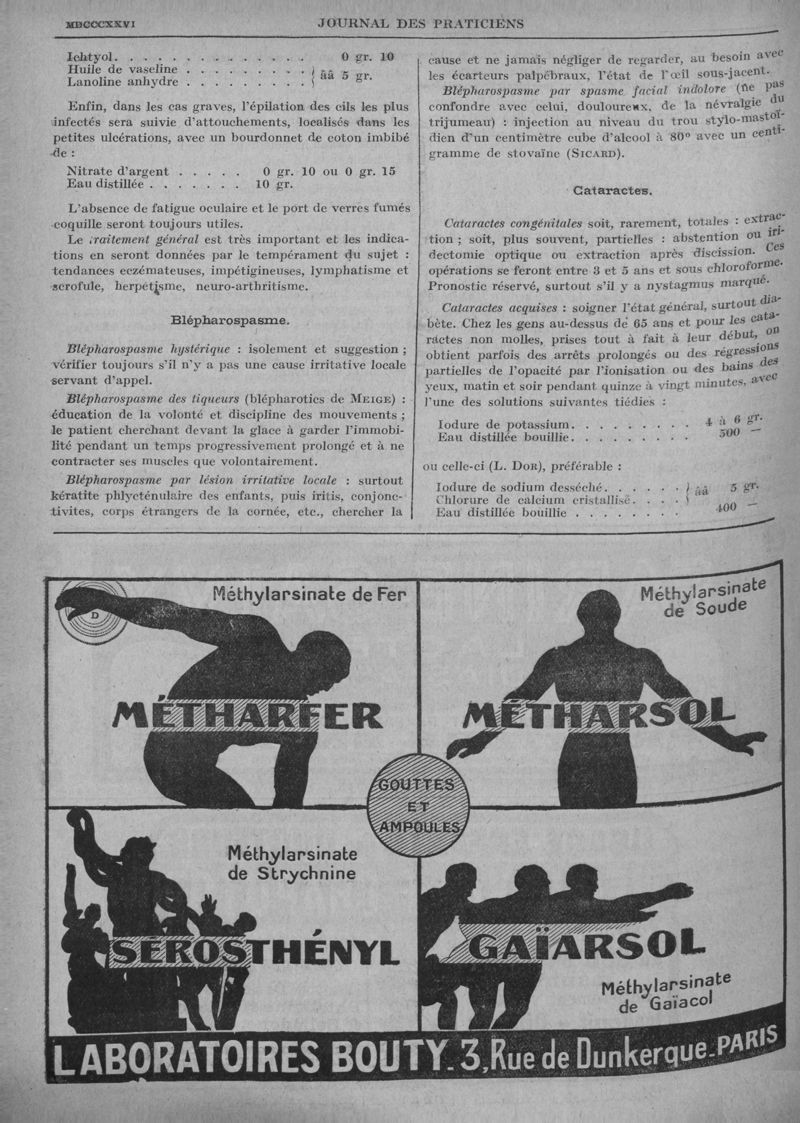 MDCCCXXVI
JOURNAL DES PRATICIENS
Ichtyol. . . . . . . . . . . . . . 0 gr. 10
Huile de vaseline . . . . . . . . . } ââ 5 gr.
Lanoline anhydre . . . . . . . . .
Enfin, dans les cas graves, l'épilation des cils les plus
infectés sera suivie d'attouchements, localisés dans les
petites ulcérations, avec un bourdonnet de coton imbibé
de :
Nitrate d'argent . . . . . 0 gr. 10 ou 0 gr. 15
Eau distillée . . . . . . . 10 gr.
L'absence de fatigue oculaire et le port de verres fumés
coquille seront toujours utiles.
Le traitement général est très important et les indica-
tions en seront données par le tempérament du sujet :
tendances eczémateuses, impétigineuses, lymphatisme et
scrofule, herpétisme, neuro-arthritisme.
Blépharospasme.
Blépharospasme hystérique : isolement et suggestion ;
vérifier toujours s'il n'y a pas une cause irritative locale
servant d'appel.
Blépharospasme des tiqueurs (blépharotics de MEIGE) :
éducation de la volonté et discipline des mouvements ;
le patient cherchant devant la glace à garder l'immobi-
lité pendant un temps progressivement prolongé et à ne
contracter ses muscles que volontairement.
Blépharospasme par lésion irritative locale : surtout
kératite phlycténulaire des enfants, puis iritis, conjonc-
tivites, corps étrangers de la cornée, etc., chercher la
cause et ne jamais négliger de regarder, au besoin avec
les écarteurs palpébraux, l'état de l'œil sous-jacent.
Blépharospasme par spasme facial indolore (ne pas
confondre avec celui, douloureux, de la névralgie du
trijumeau) : injection au niveau du trou stylo-mastoï-
dien d'un centimètre cube d'alcool à 80° avec un centi-
gramme de stovaïne (SICARD).
Cataractes.
Cataractes congénitales soit, rarement, totales : extrac-
tion ; soit, plus souvent, partielles : abstention ou iri-
dectomie optique ou extraction après discission. Ces
opérations se feront entre 3 et 5 ans et sous chloroforme.
Pronostic réservé, surtout s'il y a nystagmus marqué.
Cataractes acquises : soigner l'état général, surtout dia-
bète. Chez les gens au-dessus de 65 ans et pour les cata-
ractes non molles, prises tout à fait à leur début, on
obtient parfois des arrêts prolongés ou des régressions
partielles de l'opacité par l'ionisation ou des bains des
yeux, matin et soir pendant quinze à vingt minutes, avec
l'une des solutions suivantes tiédies :
Iodure de potassium. . . . . . . . . 4 à 6 gr.
Eau distillée bouillie. . . . . . . . . 500 —
ou celle-ci (L. DOR), préférable :
Iodure de sodium desséché. . . . . . } ââ 5 gr.
Chlorure de calcium cristallisé. . . .
Eau distillée bouillie . . . . . . . . 400 —
D
Méthylarsinate de Fer
MÉTHARFER
Méthylarsinate
de Soude
MÉTHARSOL
GOUTTES
ET
AMPOULES
Méthylarsinate
de Strychnine
SÉROSTHÉNYL
GAÏARSOL
Méthylarsinate
de Gaïacol
LABORATOIRES BOUTY_3, Rue de Dunkerque_PARIS